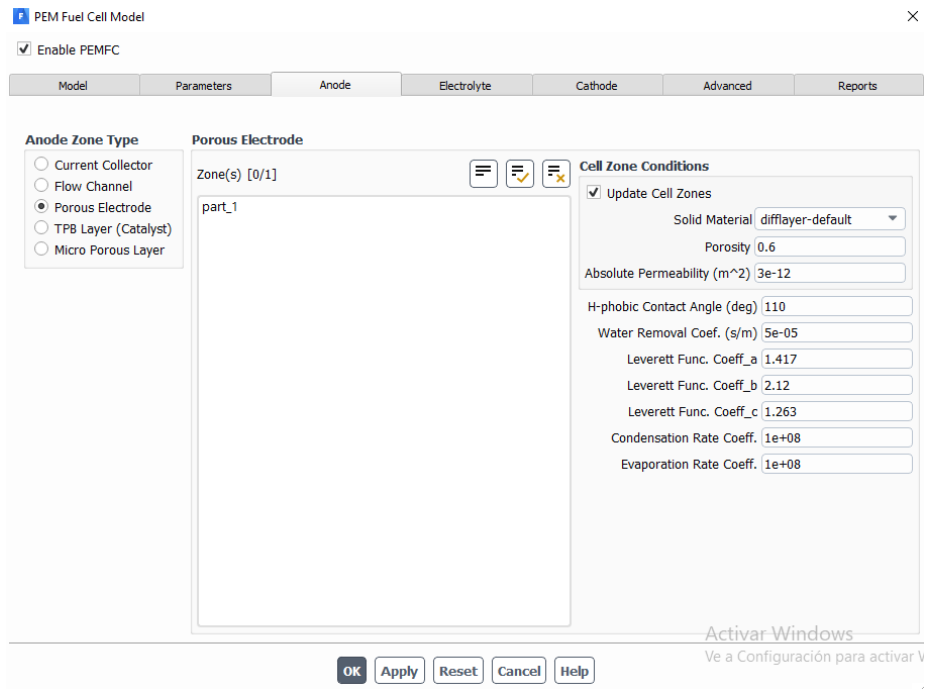 PEM Fuel Cell Model
Enable PEMFC
Model Parameters Anode Electrolyte Cathode Advanced Reports
Anode Zone Type
Current Collector
Flow Channel
Porous Electrode
TPB Layer (Catalyst)
Micro Porous Layer
Porous Electrode
Zone(s) [0/1]
part_1
Cell Zone Conditions
Update Cell Zones
Solid Material difflayer-default
Porosity 0.6
Absolute Permeability (m^2) 3e-12
H-phobic Contact Angle (deg) 110
Water Removal Coef. (s/m) 5e-05
Leverett Func. Coeff_a 1.417
Leverett Func. Coeff_b 2.12
Leverett Func. Coeff_c 1.263
Condensation Rate Coeff. 1e+08
Evaporation Rate Coeff. 1e+08
Activar Windows
Ve a Configuración para activar
OK Apply Reset Cancel Help